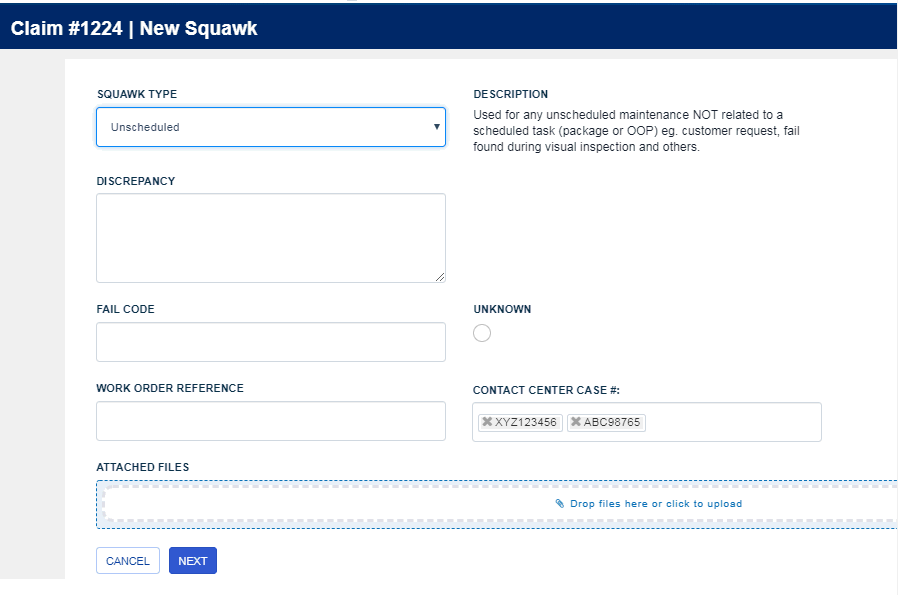 Claim #1224 | New Squawk
SQUAWK TYPE
Unscheduled
DESCRIPTION
Used for any unscheduled maintenance NOT related to a
scheduled task (package or OOP) eg. customer request, fail
found during visual inspection and others.
DISCREPANCY
FAIL CODE
UNKNOWN
WORK ORDER REFERENCE
CONTACT CENTER CASE #:
XYZ123456 ABC98765
ATTACHED FILES
Drop files here or click to upload
CANCEL NEXT